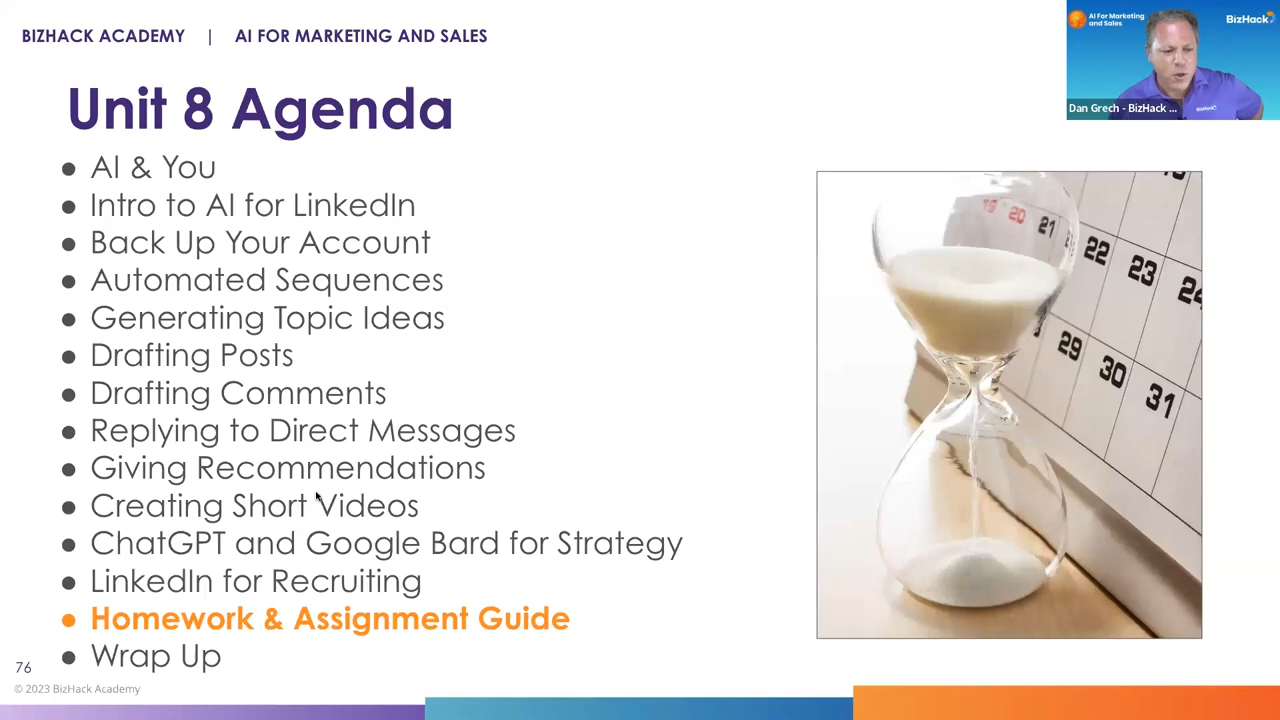 BIZHACK ACADEMY | AI FOR MARKETING AND SALES
AI For Marketing
and Sales
BizHack
Dan Grech - BizHack ...
BizHack
Unit 8 Agenda
● AI & You
● Intro to AI for LinkedIn
● Back Up Your Account
● Automated Sequences
● Generating Topic Ideas
● Drafting Posts
● Drafting Comments
● Replying to Direct Messages
● Giving Recommendations
● Creating Short Videos
● ChatGPT and Google Bard for Strategy
● LinkedIn for Recruiting
● Homework & Assignment Guide
● Wrap Up
19 20 21
22 23 24
29 30 31
76
© 2023 BizHack Academy